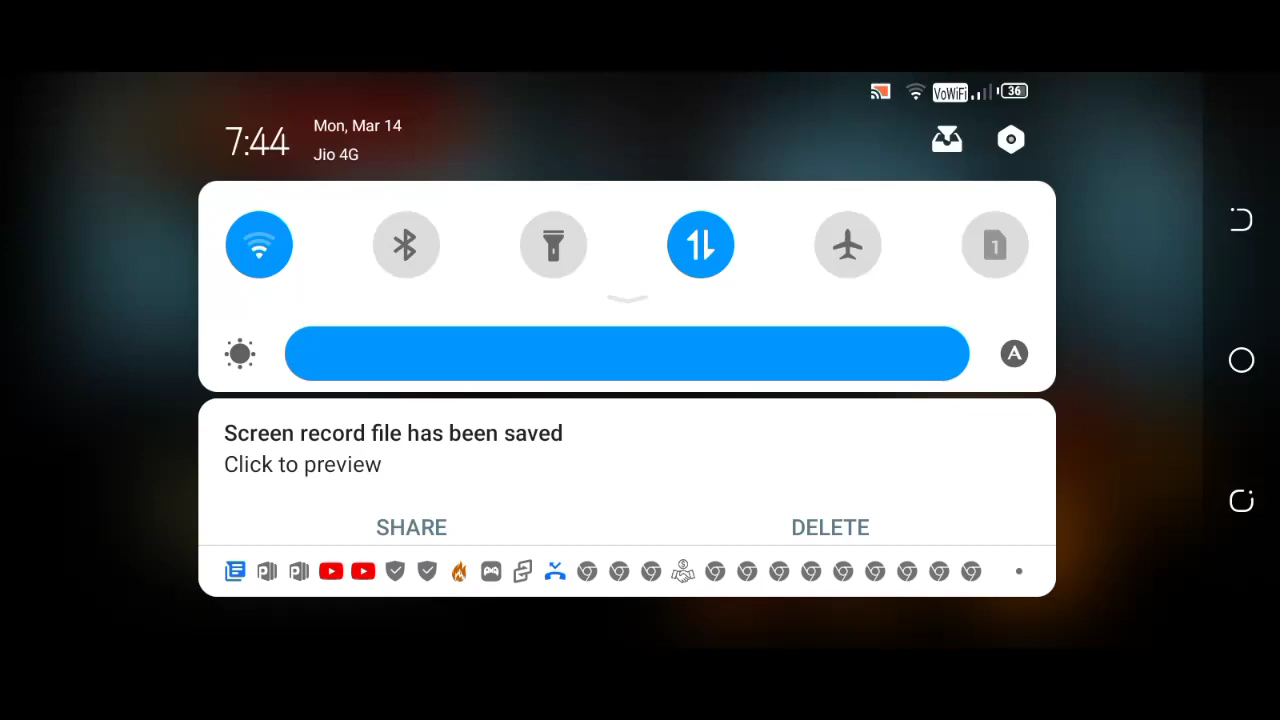 VoWiFi 36
7:44 Mon, Mar 14
Jio 4G
1
A
Screen record file has been saved
Click to preview
SHARE DELETE